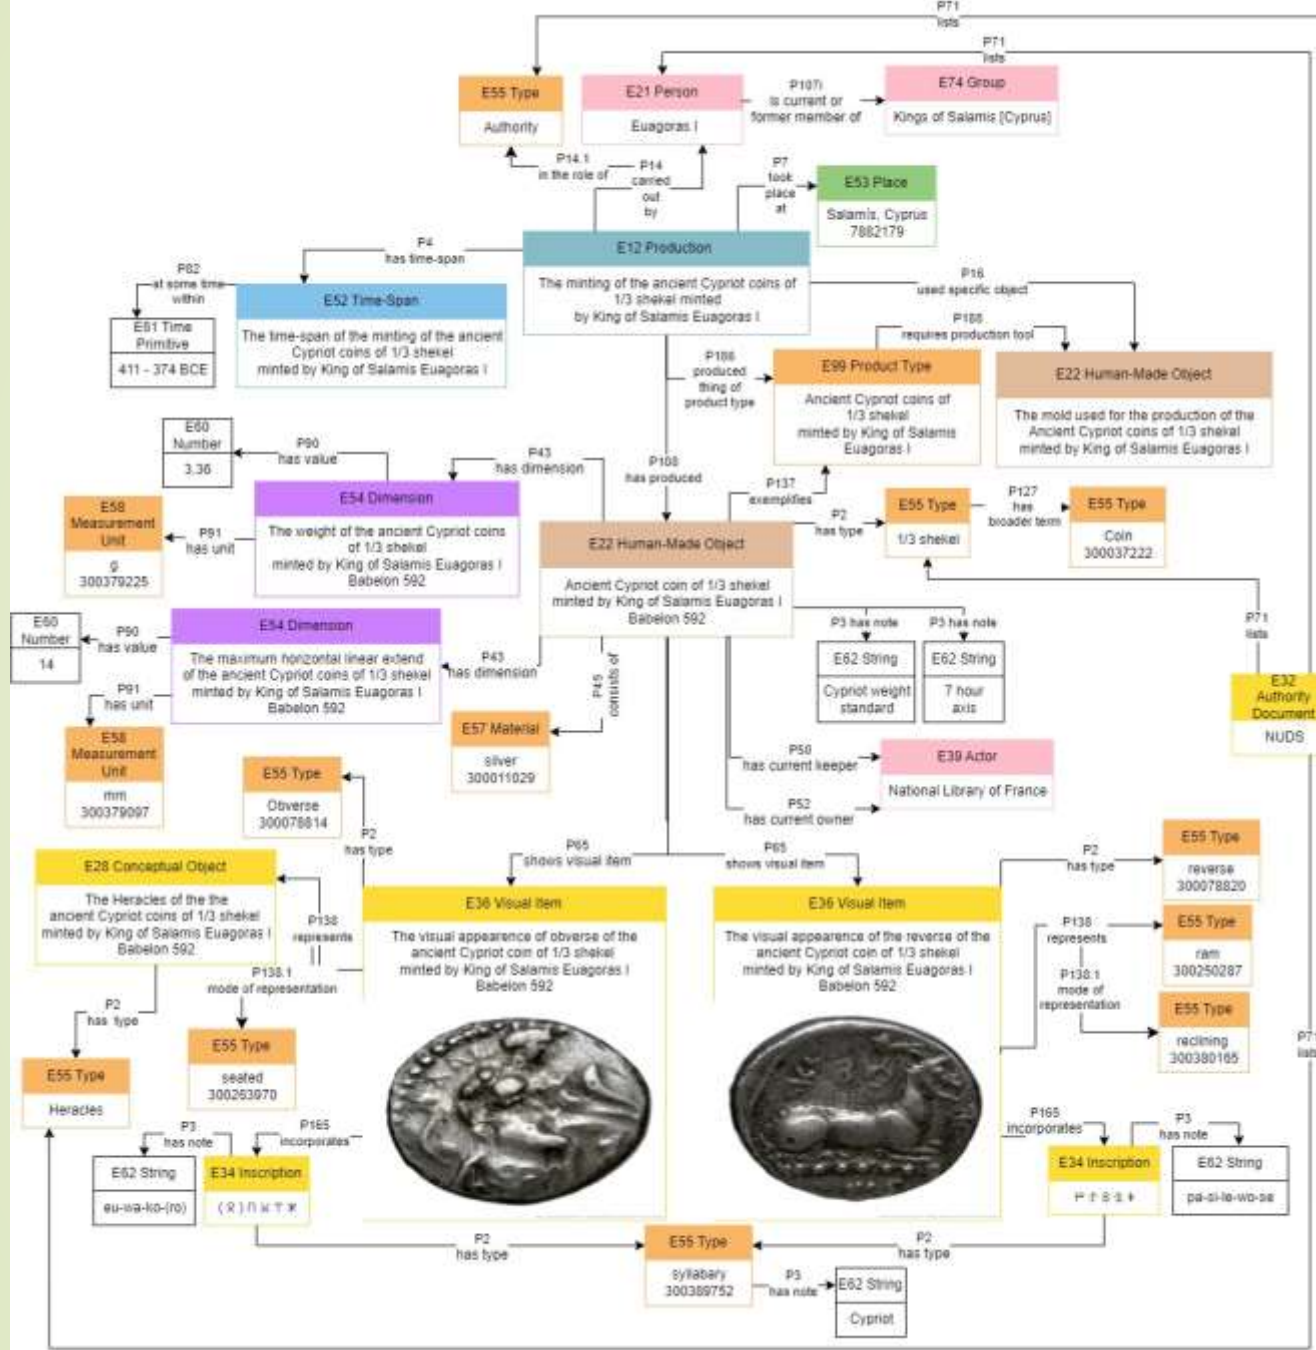 P71
lists
P71
lists
E55 Type
Authority
E21 Person
Euagoras I
P107i
is current or
former member of
E74 Group
Kings of Salamis [Cyprus]
P14.1
in the role of
P14
carried
out
by
P7
took
place
at
E53 Place
Salamis, Cyprus
7882179
E12 Production
The minting of the ancient Cypriot coins of
1/3 shekel minted
by King of Salamis Euagoras I
P4
has time-span
P82
at some time
within
E52 Time-Span
The time-span of the minting of the ancient
Cypriot coins of 1/3 shekel
minted by King of Salamis Euagoras I
E61 Time
Primitive
411 - 374 BCE
P16
used specific object
P188
requires production tool
P186
produced
thing of
product type
E99 Product Type
Ancient Cypriot coins of
1/3 shekel
minted by King of Salamis
Euagoras I
E22 Human-Made Object
The mold used for the production of the
Ancient Cypriot coins of 1/3 shekel
minted by King of Salamis Euagoras I
E60
Number
3,36
P90
has value
P43
has dimension
P108
has produced
P137
exemplifies
E54 Dimension
The weight of the ancient Cypriot coins
of 1/3 shekel
minted by King of Salamis Euagoras I
Babelon 592
E58
Measurement
Unit
g
300379225
P91
has unit
P2
has type
E55 Type
1/3 shekel
P127
has
broader term
E55 Type
Coin
300037222
E22 Human-Made Object
Ancient Cypriot coin of 1/3 shekel
minted by King of Salamis Euagoras I
Babelon 592
E60
Number
14
P90
has value
E54 Dimension
The maximum horizontal linear extend
of the ancient Cypriot coins of 1/3 shekel
minted by King of Salamis Euagoras I
Babelon 592
P43
has dimension
P45
consists of
P3 has note
P3 has note
E62 String
Cypriot weight
standard
E62 String
7 hour
axis
P71
lists
E32
Authority
Document
NUDS
P91
has unit
E58
Measurement
Unit
mm
300379097
E57 Material
silver
300011029
P50
has current keeper
E39 Actor
National Library of France
P52
has current owner
E55 Type
Obverse
300078814
P2
has type
P65
shows visual item
P65
shows visual item
P2
has type
E55 Type
reverse
300078820
E28 Conceptual Object
The Heracles of the the
ancient Cypriot coins of 1/3 shekel
minted by King of Salamis Euagoras I
Babelon 592
P138
represents
P138.1
mode of representation
E36 Visual Item
The visual appearence of obverse of the
ancient Cypriot coin of 1/3 shekel
minted by King of Salamis Euagoras I
Babelon 592
E36 Visual Item
The visual appearence of the reverse of the
ancient Cypriot coin of 1/3 shekel
minted by King of Salamis Euagoras I
Babelon 592
P138
represents
E55 Type
ram
300250287
P138.1
mode of
representation
E55 Type
reclining
300380165
P2
has type
E55 Type
Heracles
E55 Type
seated
300263970
P71
P3
has note
E62 String
eu-wa-ko-(ro)
P165
incorporates
E34 Inscription
P165
incorporates
E34 Inscription
P3
has note
E62 String
pa-si-le-wo-se
P2
has type
E55 Type
syllabary
300389752
P2
has type
P3
has note
E62 String
Cypriot